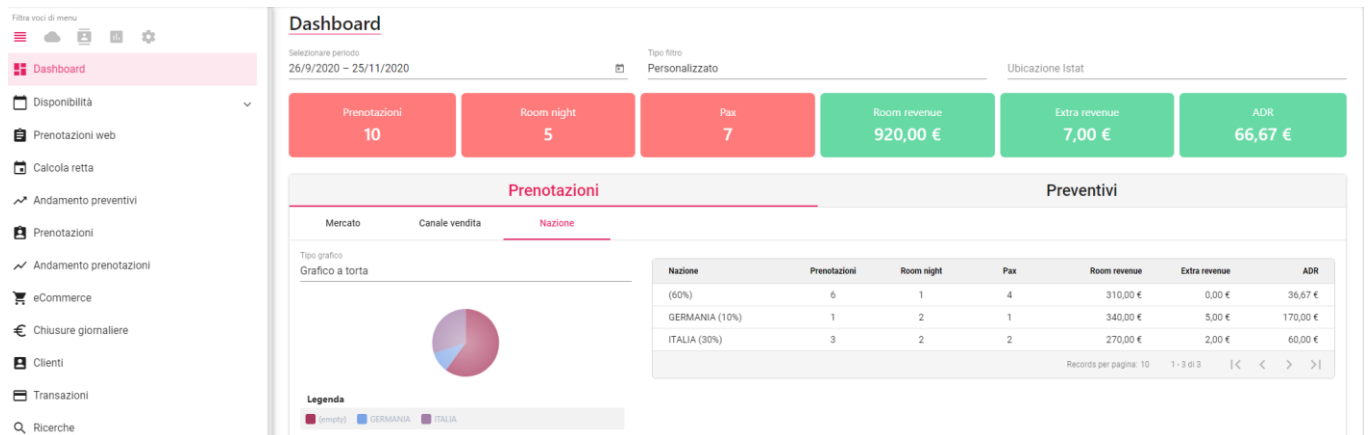 Filtra voci di menu
Dashboard
Disponibilità
Prenotazioni web
Calcola retta
Andamento preventivi
Prenotazioni
Andamento prenotazioni
eCommerce
Chiusure giornaliere
Clienti
Transazioni
Ricerche
Dashboard
Selezionare periodo Tipo filtro
26/9/2020 – 25/11/2020 Personalizzato Ubicazione Istat
Prenotazioni Room night Pax Room revenue Extra revenue ADR
10 5 7 920,00 € 7,00 € 66,67 €
Prenotazioni Preventivi
Mercato Canale vendita Nazione
Tipo grafico
Grafico a torta
Nazione Prenotazioni Room night Pax Room revenue Extra revenue ADR
(60%) 6 1 4 310,00 € 0,00 € 36,67 €
GERMANIA (10%) 1 2 1 340,00 € 5,00 € 170,00 €
ITALIA (30%) 3 2 2 270,00 € 2,00 € 60,00 €
Records per pagina: 10 1 - 3 di 3
Legenda
(empty) GERMANIA ITALIA